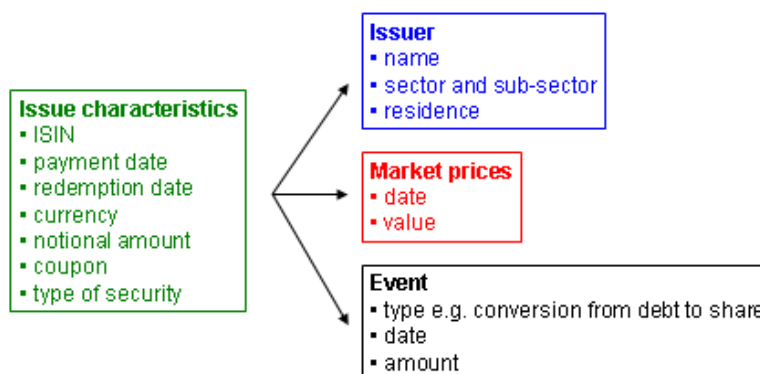 Issue characteristics
▪ ISIN
▪ payment date
▪ redemption date
▪ currency
▪ notional amount
▪ coupon
▪ type of security
Issuer
▪ name
▪ sector and sub-sector
▪ residence
Market prices
▪ date
▪ value
Event
▪ type e.g. conversion from debt to share
▪ date
▪ amount